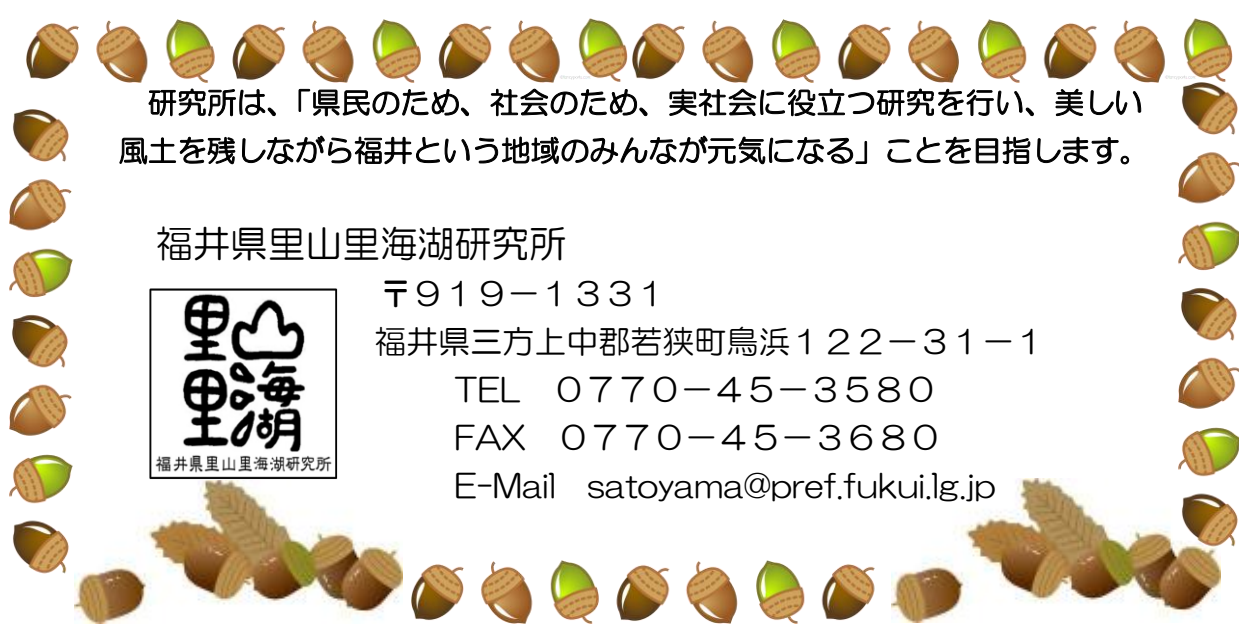 研究所は、「県民のため、社会のため、実社会に役立つ研究を行い、美しい
風土を残しながら福井という地域のみんなが元気になる」ことを目指します。
福井県里山里海湖研究所
〒９１９－１３３１
福井県三方上中郡若狭町鳥浜１２２－３１－１
TEL　０７７０－４５－３５８０
FAX　０７７０－４５－３６８０
E-Mail　satoyama@pref.fukui.lg.jp
里山
里海湖
福井県里山里海湖研究所